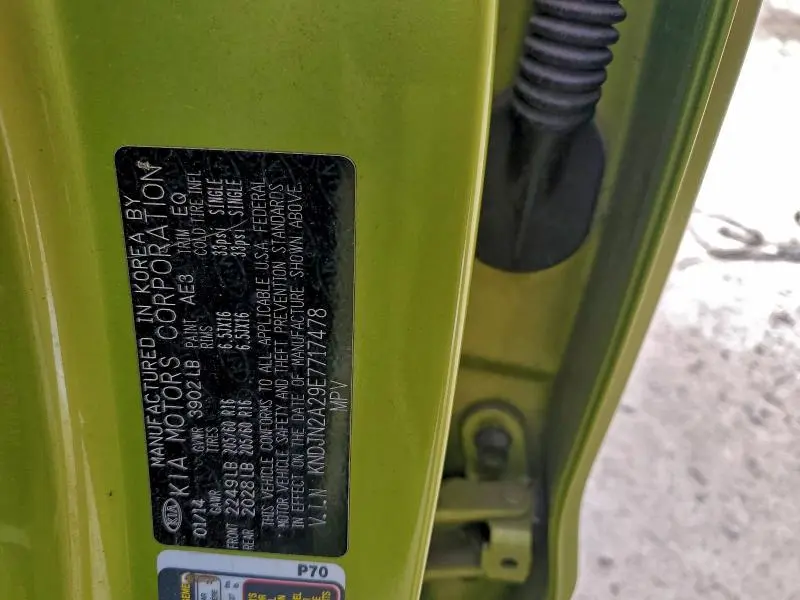 MANUFACTURED IN KOREA BY
KIA KIA MOTORS CORPORATION
01/14 GVWR 3902 LB PAINT AE3 TRIM EQ
GAWR TIRES RIMS COLD TIRE INFL
FRONT 2249LB 205/60 R16 6.5JX16 33psi SINGLE
REAR 2028LB 205/60 R16 6.5JX16 33psi SINGLE
THIS VEHICLE CONFORMS TO ALL APPLICABLE U.S.A. FEDERAL
MOTOR VEHICLE SAFETY AND THEFT PREVENTION STANDARDS
IN EFFECT ON THE DATE OF MANUFACTURE SHOWN ABOVE.
V.I.N KNDJN2A29E7717478
MPV
P70